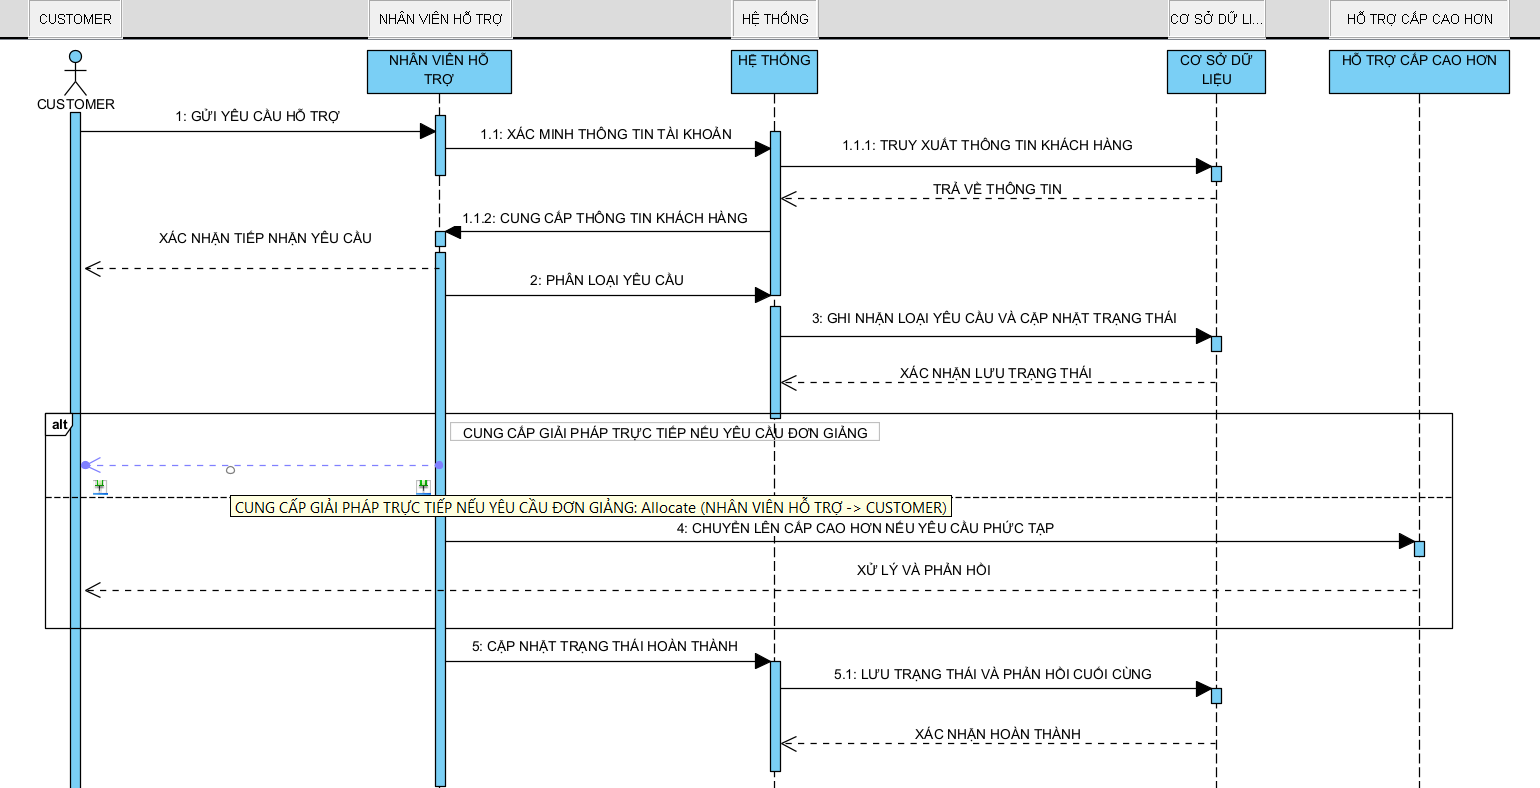 CUSTOMER
NHÂN VIÊN HỖ TRỢ
HỆ THỐNG
CƠ SỞ DỮ LI...
HỖ TRỢ CẤP CAO HƠN
NHÂN VIÊN HỖ
TRỢ
HỆ THỐNG
CƠ SỞ DỮ
LIỆU
HỖ TRỢ CẤP CAO HƠN
CUSTOMER
1: GỬI YÊU CẦU HỖ TRỢ
1.1: XÁC MINH THÔNG TIN TÀI KHOẢN
1.1.1: TRUY XUẤT THÔNG TIN KHÁCH HÀNG
TRẢ VỀ THÔNG TIN
1.1.2: CUNG CẤP THÔNG TIN KHÁCH HÀNG
XÁC NHẬN TIẾP NHẬN YÊU CẦU
2: PHÂN LOẠI YÊU CẦU
3: GHI NHẬN LOẠI YÊU CẦU VÀ CẬP NHẬT TRẠNG THÁI
XÁC NHẬN LƯU TRẠNG THÁI
alt
CUNG CẤP GIẢI PHÁP TRỰC TIẾP NẾU YÊU CẦU ĐƠN GIẢNG
CUNG CẤP GIẢI PHÁP TRỰC TIẾP NẾU YÊU CẦU ĐƠN GIẢNG: Allocate (NHÂN VIÊN HỖ TRỢ -> CUSTOMER)
4: CHUYỂN LÊN CẤP CAO HƠN NẾU YÊU CẦU PHỨC TẠP
XỬ LÝ VÀ PHẢN HỒI
5: CẬP NHẬT TRẠNG THÁI HOÀN THÀNH
5.1: LƯU TRẠNG THÁI VÀ PHẢN HỒI CUỐI CÙNG
XÁC NHẬN HOÀN THÀNH